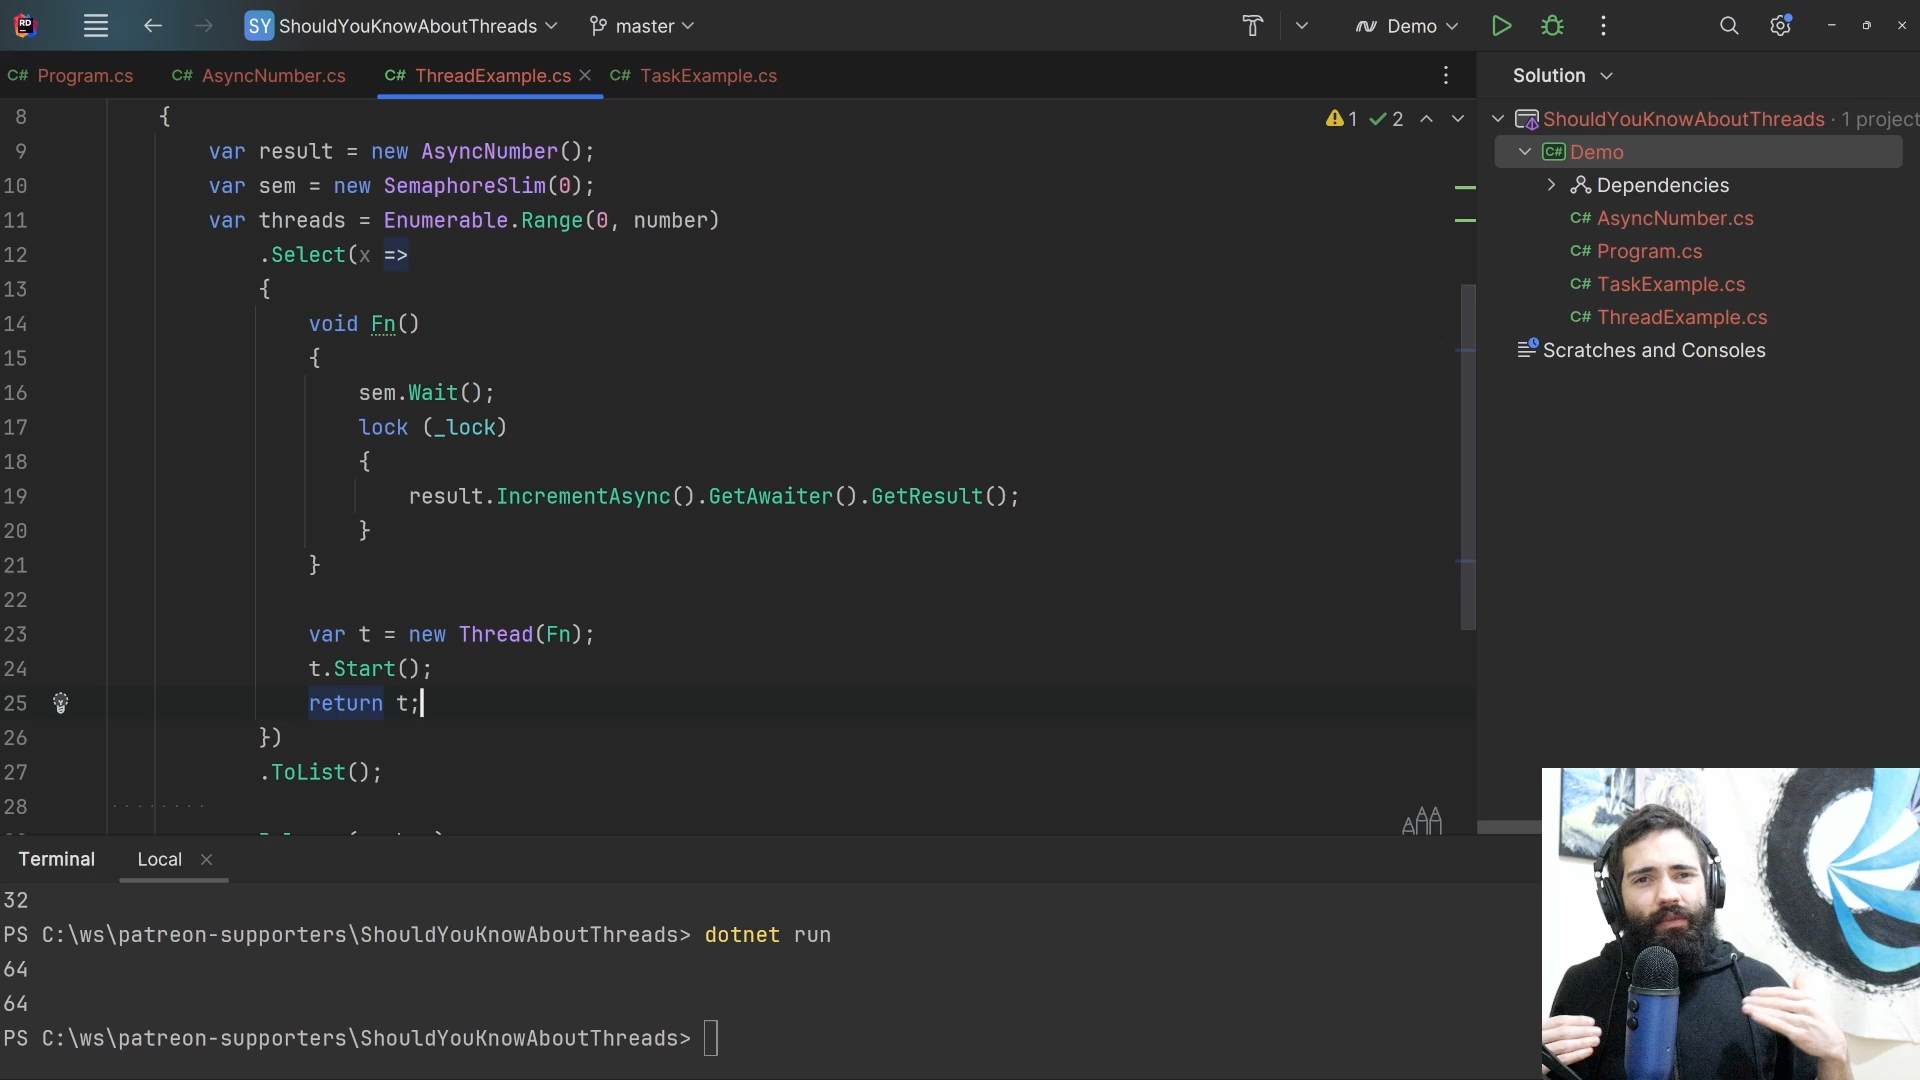 SY ShouldYouKnowAboutThreads master Demo
C# Program.cs C# AsyncNumber.cs C# ThreadExample.cs C# TaskExample.cs
8 {
9 var result = new AsyncNumber();
10 var sem = new SemaphoreSlim(0);
11 var threads = Enumerable.Range(0, number)
12 .Select(x =>
13 {
14 void Fn()
15 {
16 sem.Wait();
17 lock (_lock)
18 {
19 result.IncrementAsync().GetAwaiter().GetResult();
20 }
21 }
22
23 var t = new Thread(Fn);
24 t.Start();
25 return t;
26 })
27 .ToList();
28
1 2
Solution
ShouldYouKnowAboutThreads · 1 project
C# Demo
Dependencies
C# AsyncNumber.cs
C# Program.cs
C# TaskExample.cs
C# ThreadExample.cs
Scratches and Consoles
Terminal Local
32
PS C:\ws\patreon-supporters\ShouldYouKnowAboutThreads> dotnet run
64
64
PS C:\ws\patreon-supporters\ShouldYouKnowAboutThreads>